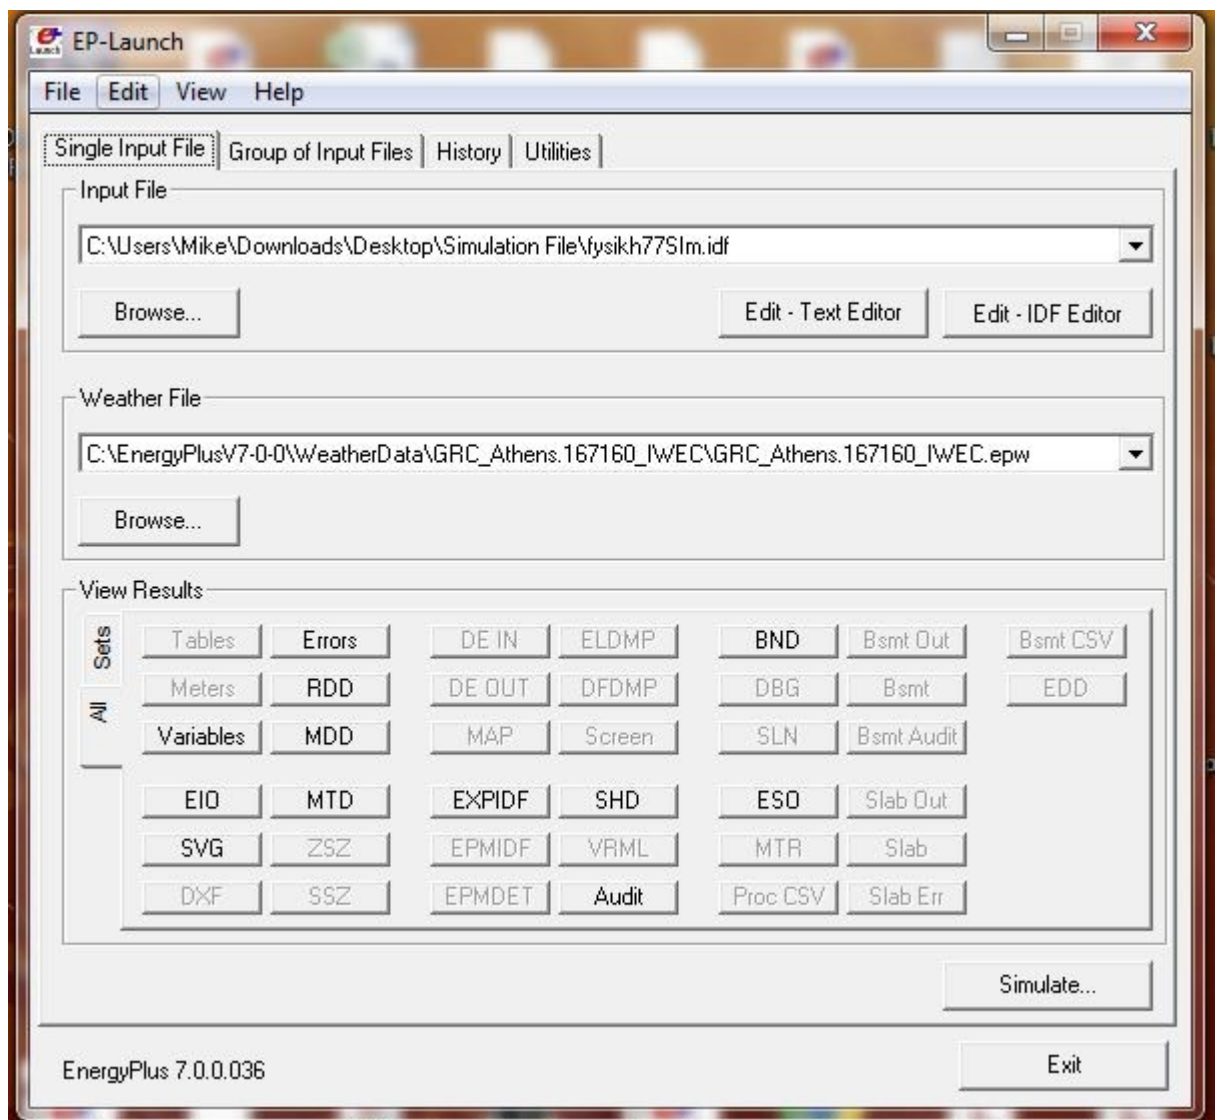 EP-Launch
File Edit View Help
Single Input File Group of Input Files History Utilities
Input File
C:\Users\Mike\Downloads\Desktop\Simulation File\fysikh77SIm.idf
Browse... Edit - Text Editor Edit - IDF Editor
Weather File
C:\EnergyPlusV7-0-0\WeatherData\GRC_Athens.167160_IWEC\GRC_Athens.167160_IWEC.epw
Browse...
View Results
Sets
All
Tables Errors DE IN ELDMP BND Bsmt Out Bsmt CSV
Meters RDD DE OUT DFDMP DBG Bsmt EDD
Variables MDD MAP Screen SLN Bsmt Audit
EIO MTD EXPIDF SHD ESO Slab Out
SVG ZSZ EPMIDF VRML MTR Slab
DXF SSZ EPMDET Audit Proc CSV Slab Err
Simulate...
EnergyPlus 7.0.0.036 Exit